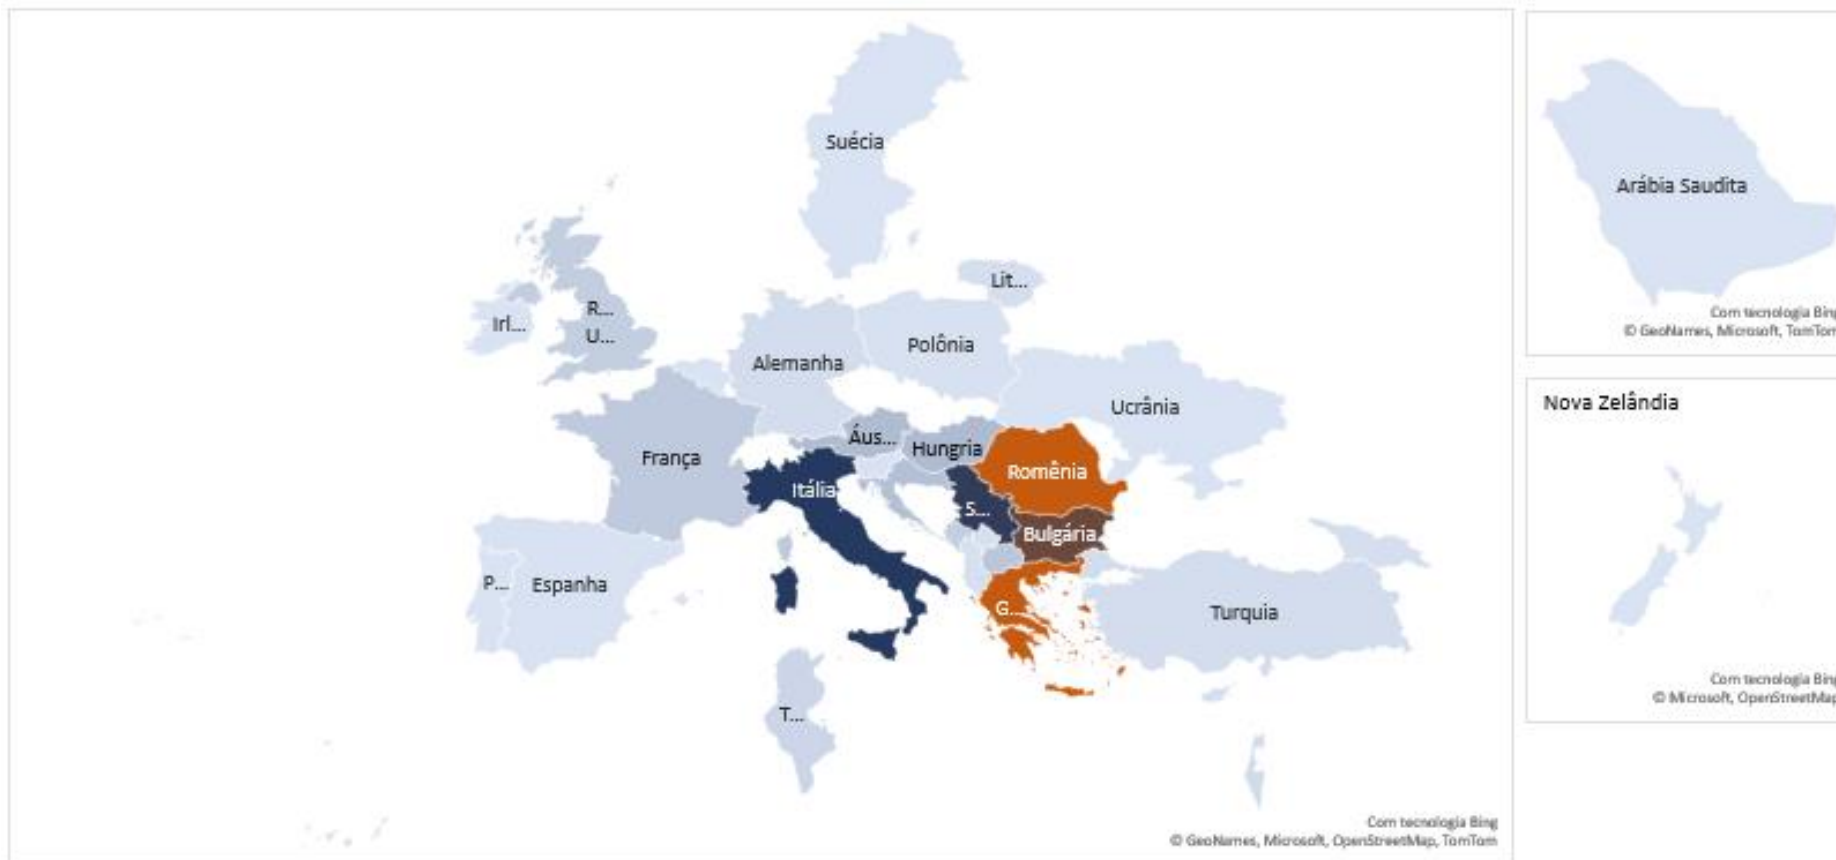 Suécia
Lit...
Irl...
R...
U...
Alemanha
Polônia
Ucrânia
Áus...
Hungria
França
Romênia
Itália
S...
Bulgária
P...
Espanha
G...
Turquia
T...
Com tecnologia Bing
© GeoNames, Microsoft, OpenStreetMap, TomTom
Arábia Saudita
Com tecnologia Bing
© GeoNames, Microsoft, TomTom
Nova Zelândia
Com tecnologia Bing
© Microsoft, OpenStreetMap